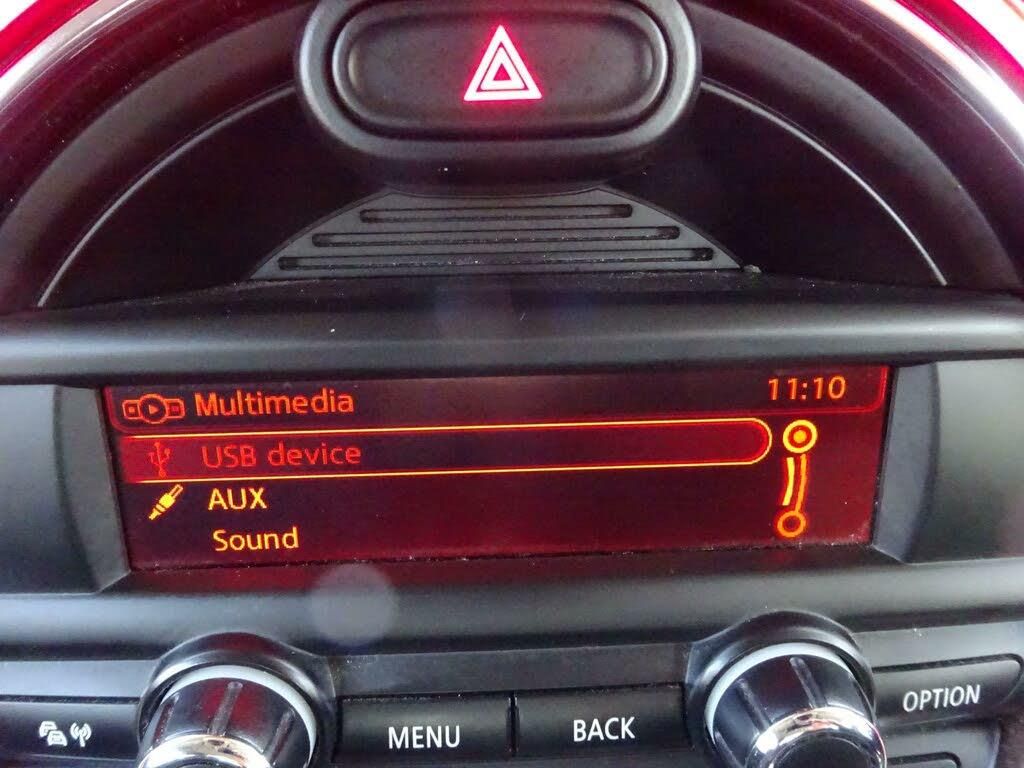 Multimedia 11:10
USB device
AUX
Sound
MENU BACK OPTION